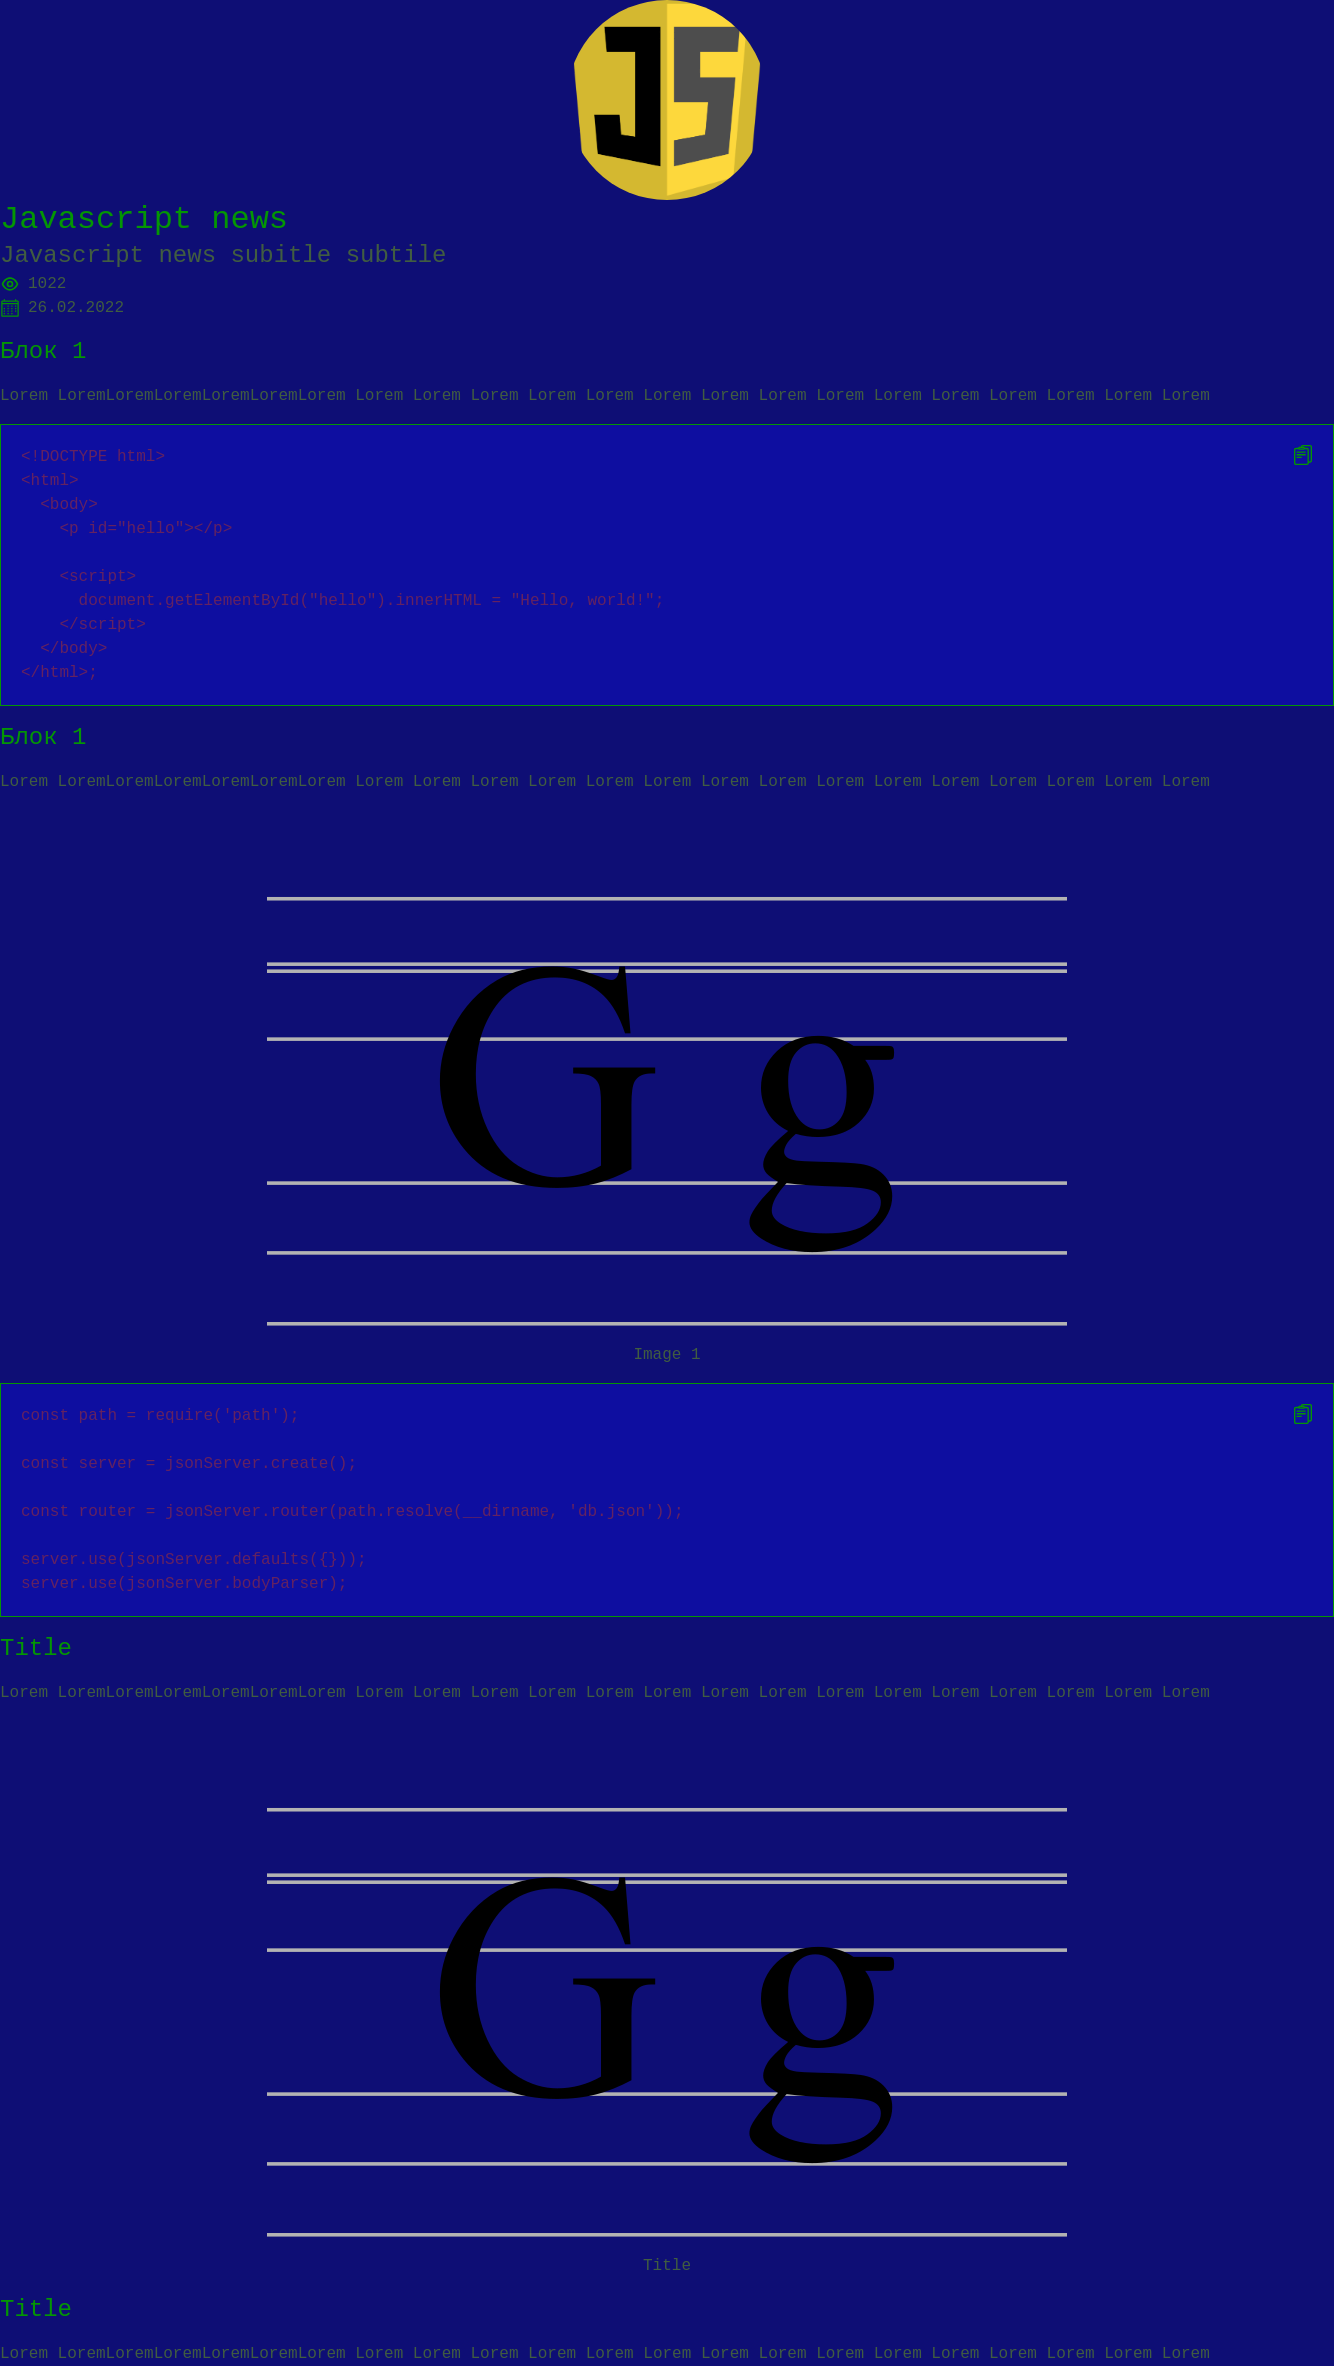 JS
Javascript news
Javascript news subitle subtile
1022
26.02.2022
Блок 1
Lorem LoremLoremLoremLoremLoremLorem Lorem Lorem Lorem Lorem Lorem Lorem Lorem Lorem Lorem Lorem Lorem Lorem Lorem Lorem Lorem
<!DOCTYPE html>
<html>
  <body>
    <p id="hello"></p>

    <script>
      document.getElementById("hello").innerHTML = "Hello, world!";
    </script>
  </body>
</html>;
Блок 1
Lorem LoremLoremLoremLoremLoremLorem Lorem Lorem Lorem Lorem Lorem Lorem Lorem Lorem Lorem Lorem Lorem Lorem Lorem Lorem Lorem
G g
Image 1
const path = require('path');

const server = jsonServer.create();

const router = jsonServer.router(path.resolve(__dirname, 'db.json'));

server.use(jsonServer.defaults({}));
server.use(jsonServer.bodyParser);
Title
Lorem LoremLoremLoremLoremLoremLorem Lorem Lorem Lorem Lorem Lorem Lorem Lorem Lorem Lorem Lorem Lorem Lorem Lorem Lorem Lorem
G g
Title
Title
Lorem LoremLoremLoremLoremLoremLorem Lorem Lorem Lorem Lorem Lorem Lorem Lorem Lorem Lorem Lorem Lorem Lorem Lorem Lorem Lorem